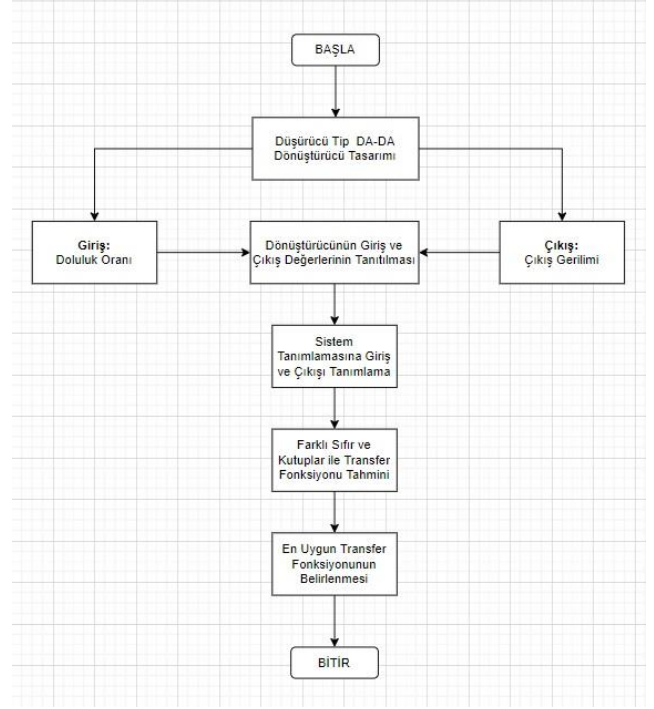 BAŞLA
Düşürücü Tip DA-DA
Dönüştürücü Tasarımı
Giriş:
Doluluk Oranı
Dönüştürücünün Giriş ve
Çıkış Değerlerinin Tanıtılması
Çıkış:
Çıkış Gerilimi
Sistem
Tanımlamasına Giriş
ve Çıkışı Tanımlama
Farklı Sıfır ve
Kutuplar ile Transfer
Fonksiyonu Tahmini
En Uygun Transfer
Fonksiyonunun
Belirlenmesi
BİTİR